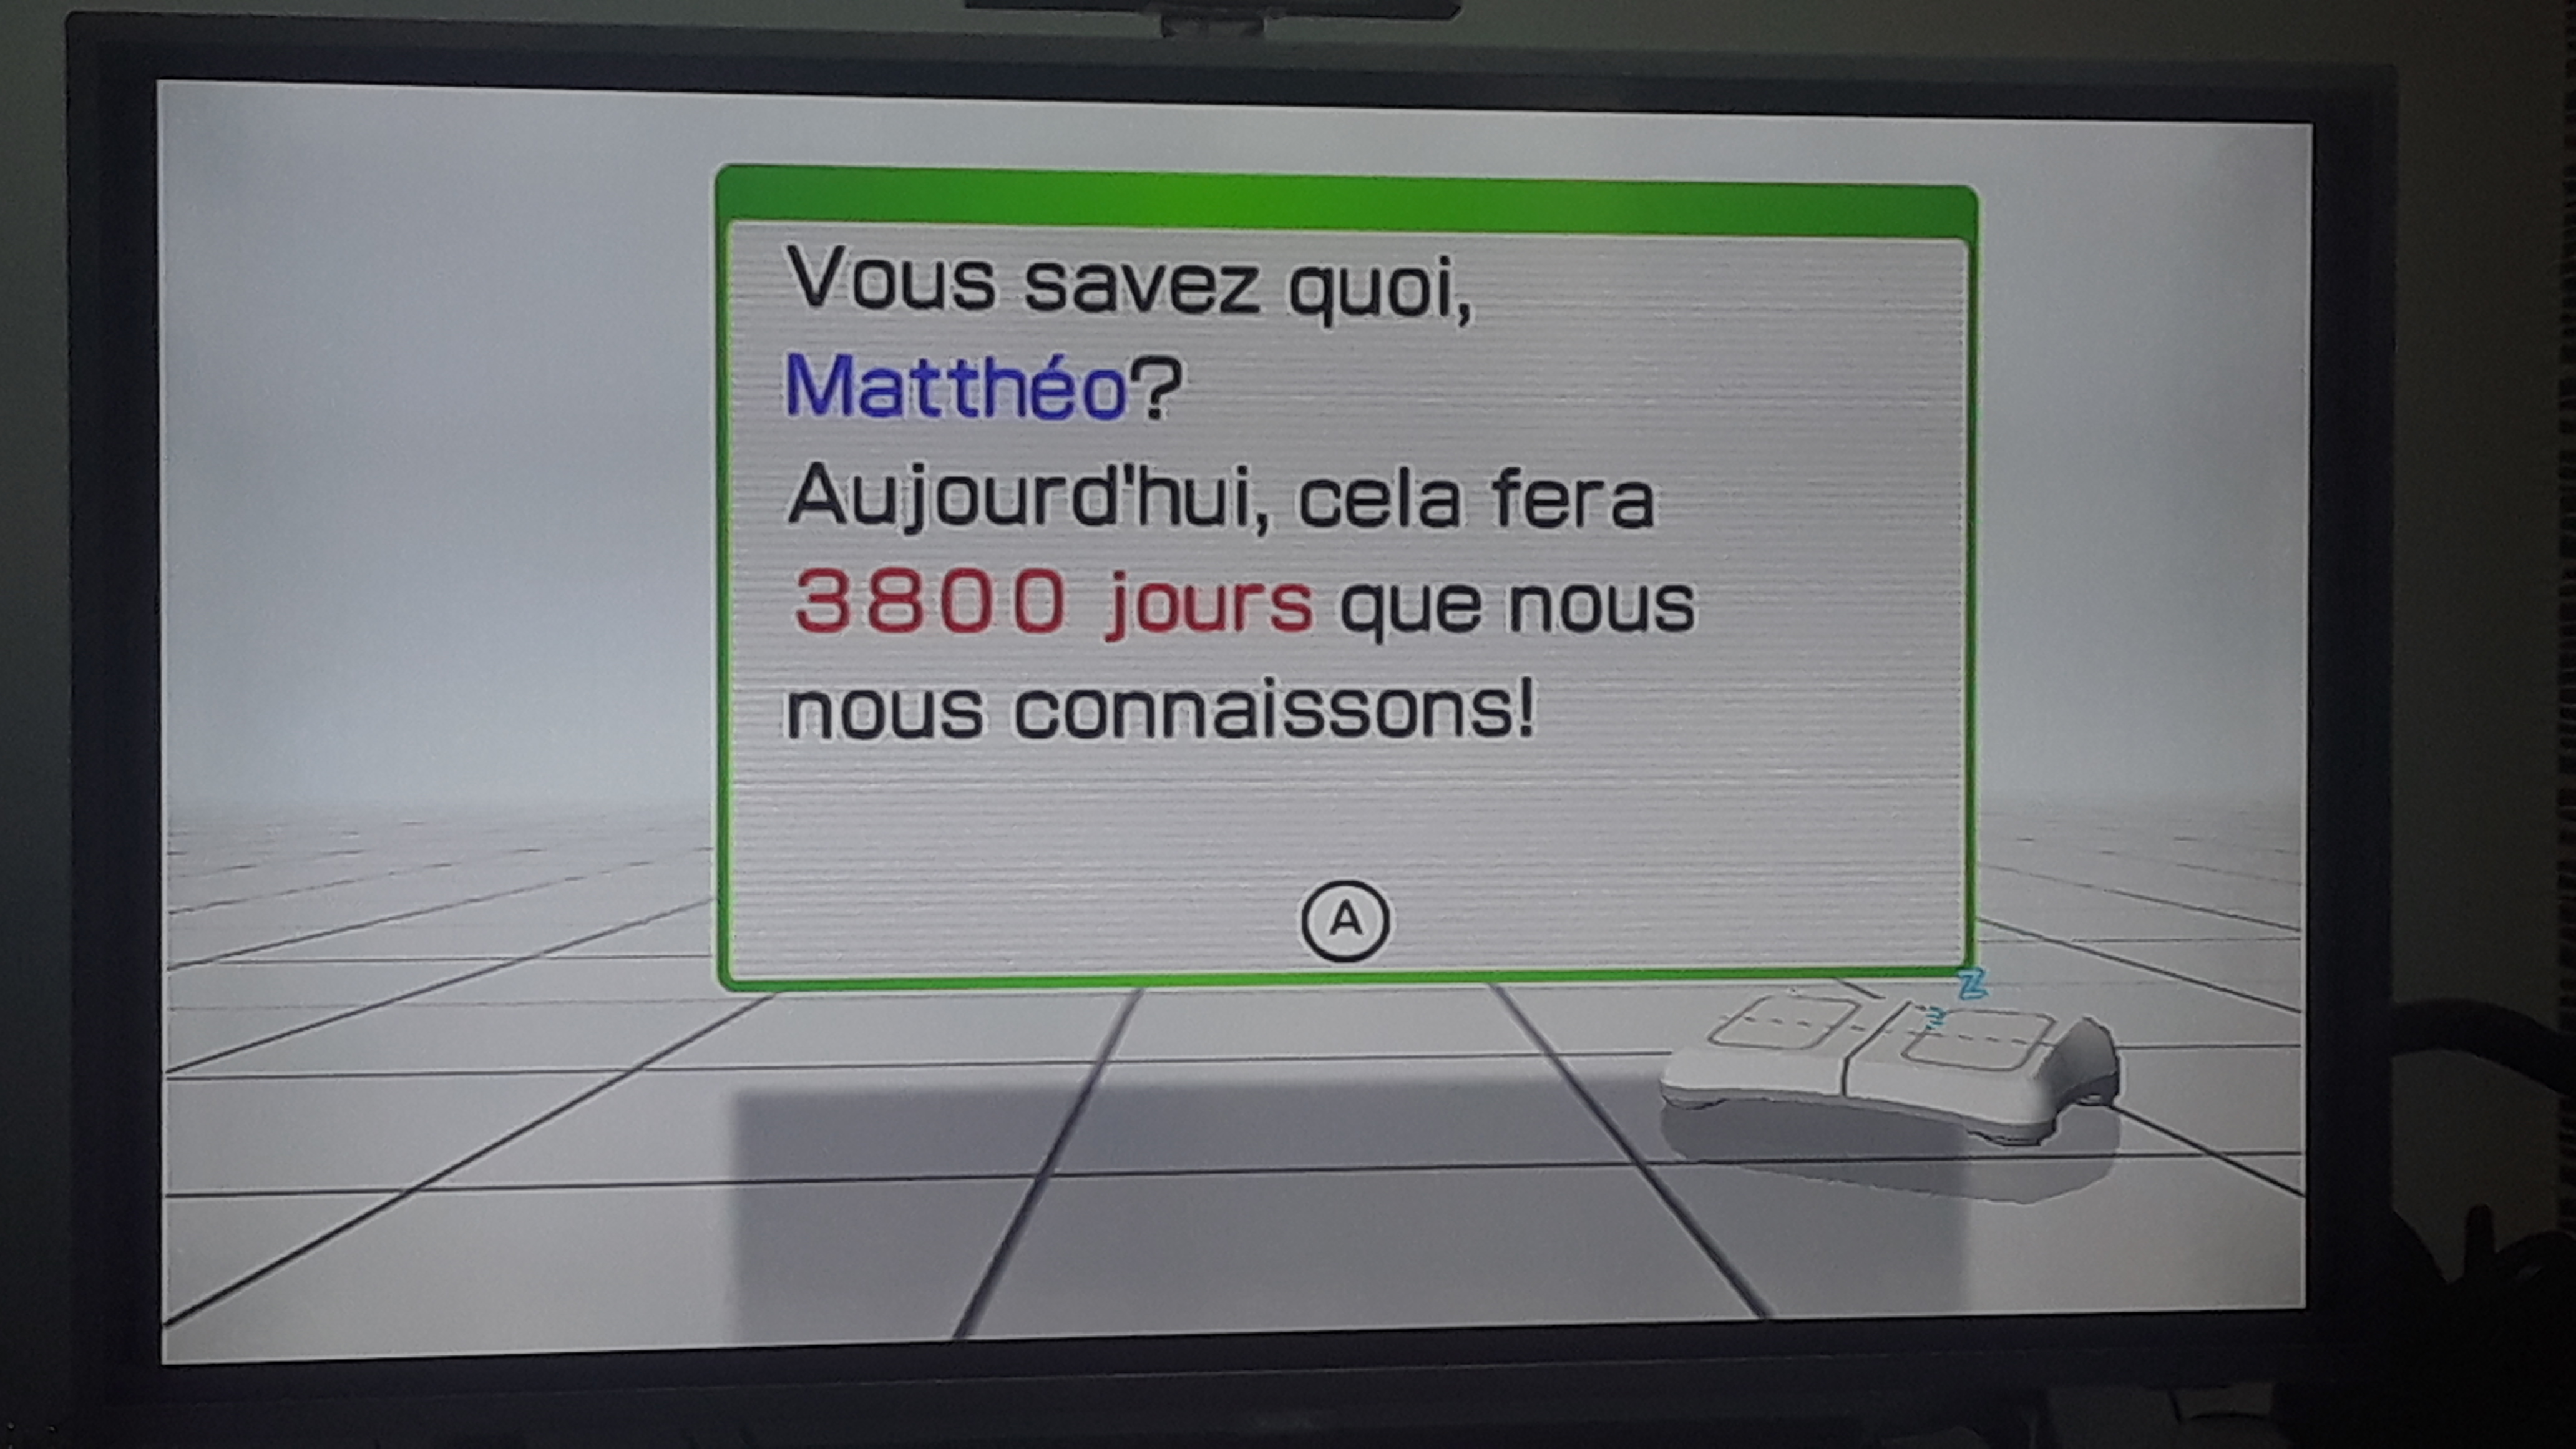 Vous savez quoi,
Matthéo?
Aujourd'hui, cela fera
3800 jours que nous
nous connaissons!
A
z
z